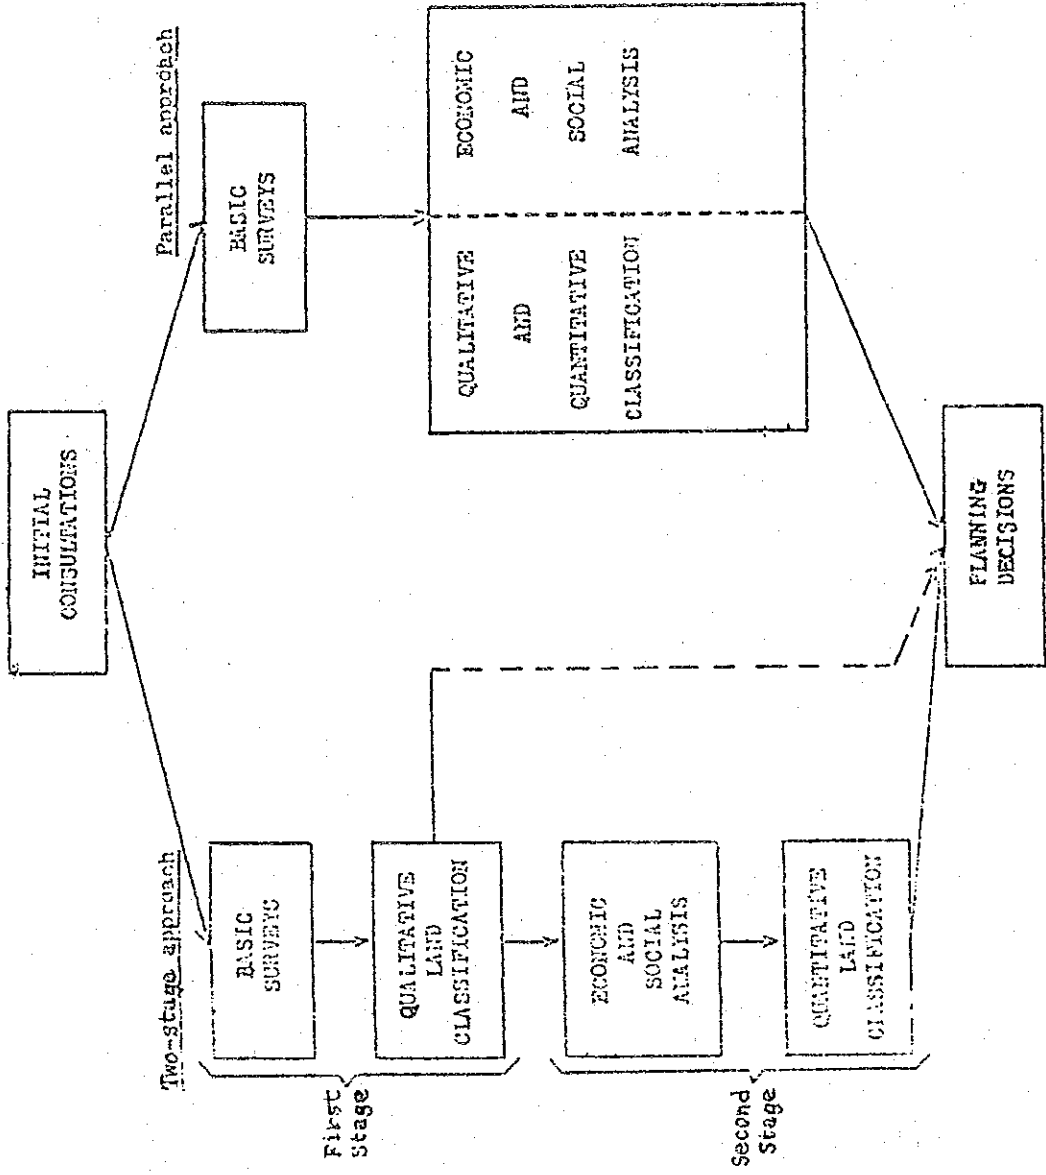 INITIAL
CONSULTATIONS
Two-stage approach
Parallel approach
BASIC
SURVEYS
BASIC
SURVEYS
First
Stage
QUALITATIVE
LAND
CLASSIFICATION
QUALITATIVE
AND
QUANTITATIVE
CLASSIFICATION
ECONOMIC
AND
SOCIAL
ANALYSIS
Second
Stage
ECONOMIC
AND
SOCIAL
ANALYSIS
QUANTITATIVE
LAND
CLASSIFICATION
PLANNING
DECISIONS